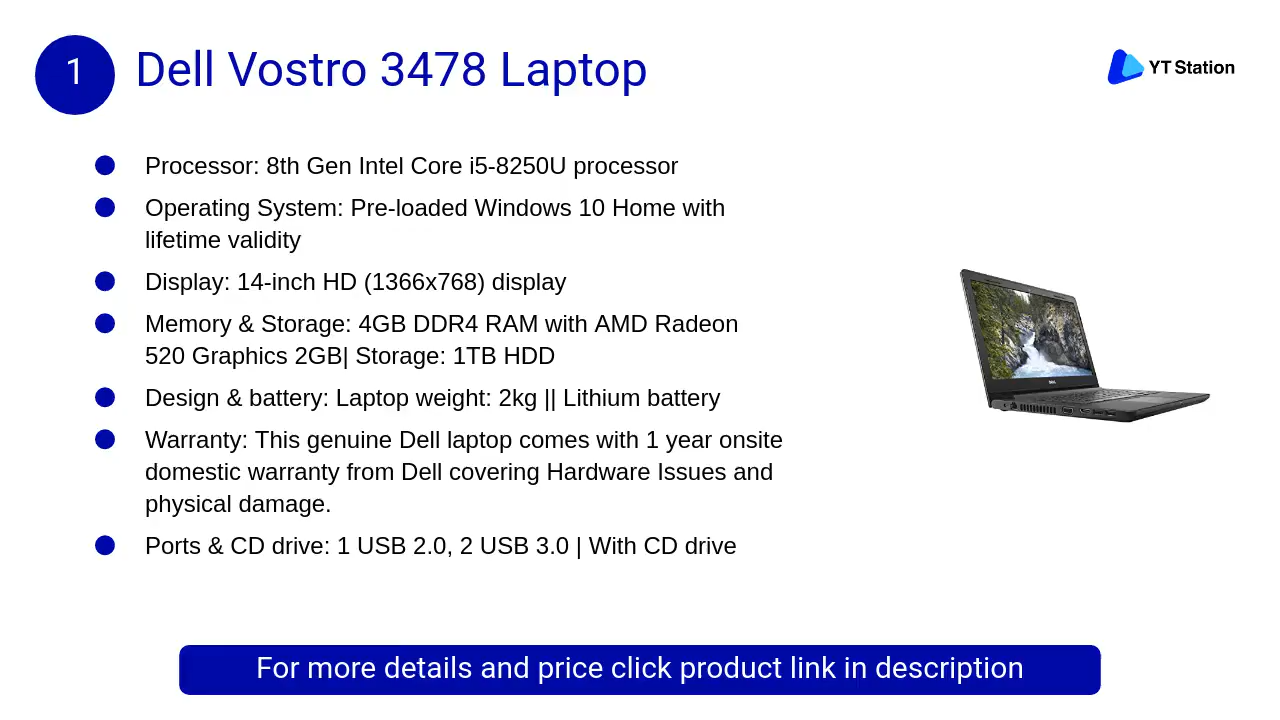 1
Dell Vostro 3478 Laptop
YT Station
Processor: 8th Gen Intel Core i5-8250U processor
Operating System: Pre-loaded Windows 10 Home with
lifetime validity
Display: 14-inch HD (1366x768) display
Memory & Storage: 4GB DDR4 RAM with AMD Radeon
520 Graphics 2GB| Storage: 1TB HDD
Design & battery: Laptop weight: 2kg || Lithium battery
Warranty: This genuine Dell laptop comes with 1 year onsite
domestic warranty from Dell covering Hardware Issues and
physical damage.
Ports & CD drive: 1 USB 2.0, 2 USB 3.0 | With CD drive
For more details and price click product link in description